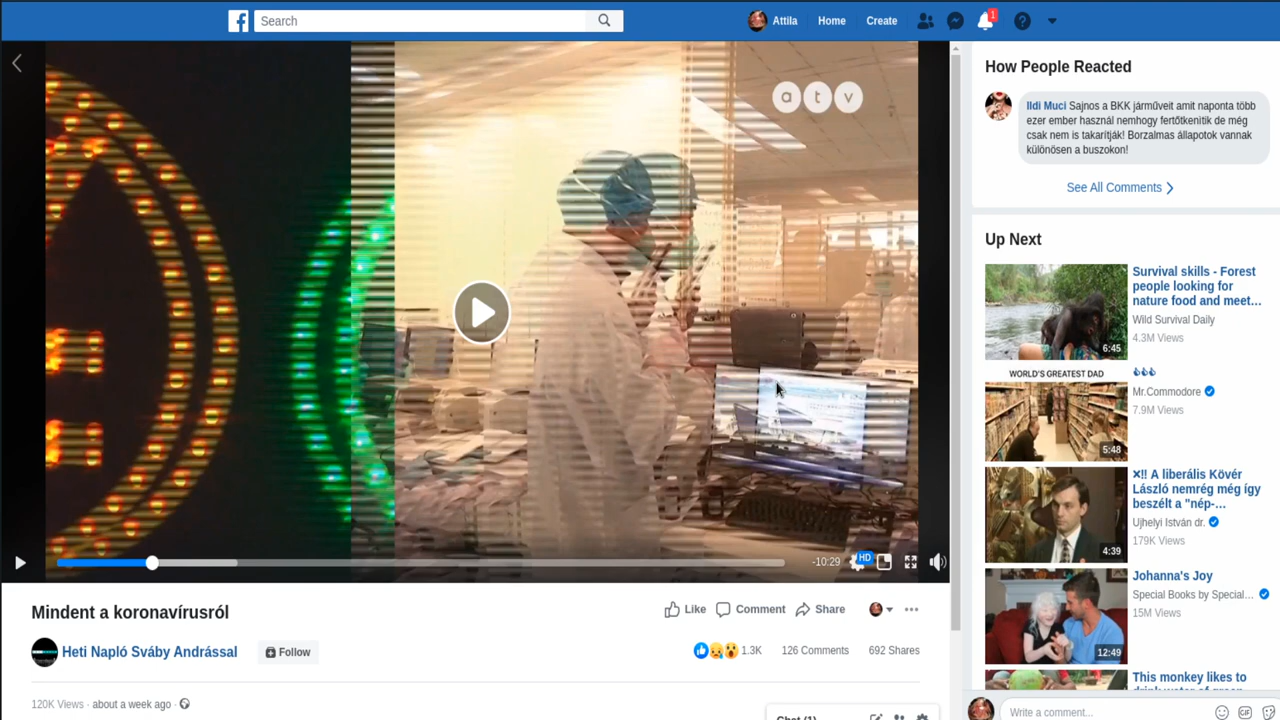 Search
Attila
Home
Create
1
a t v
-10:29
HD
Mindent a koronavírusról
Like
Comment
Share
Heti Napló Sváby Andrással
Follow
1.3K
126 Comments
692 Shares
120K Views · about a week ago ·
Chat (1)
How People Reacted
Ildi Muci Sajnos a BKK járműveit amit naponta több
ezer ember használ nemhogy fertőtkenitik de még
csak nem is takarítják! Borzalmas állapotok vannak
különösen a buszokon!
See All Comments
Up Next
6:45
Survival skills - Forest
people looking for
nature food and meet...
Wild Survival Daily
4.3M Views
WORLD'S GREATEST DAD
5:48
Mr.Commodore
7.9M Views
4:39
×!! A liberális Kövér
László nemrég még így
beszélt a "nép-...
Ujhelyi István dr.
179K Views
12:49
Johanna's Joy
Special Books by Special...
15M Views
This monkey likes to
Write a comment...
GIF